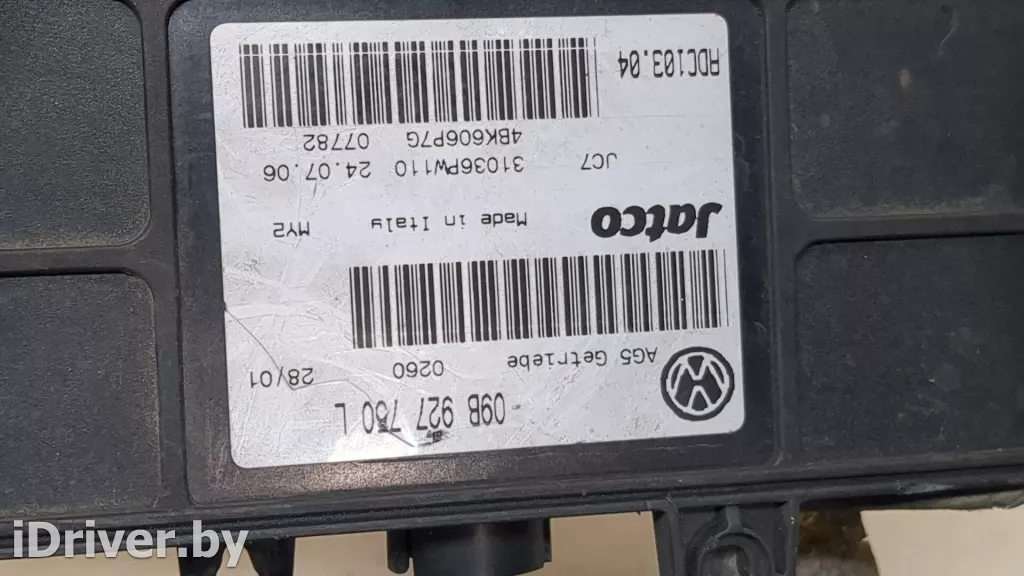 09B 927 750 L
AG5 Getriebe 0260 28/01
Jatco Made in Italy MY2
JC7 31036PW110 24.07.06
4BK606P7G 07782
ADC103.04
iDriver.by